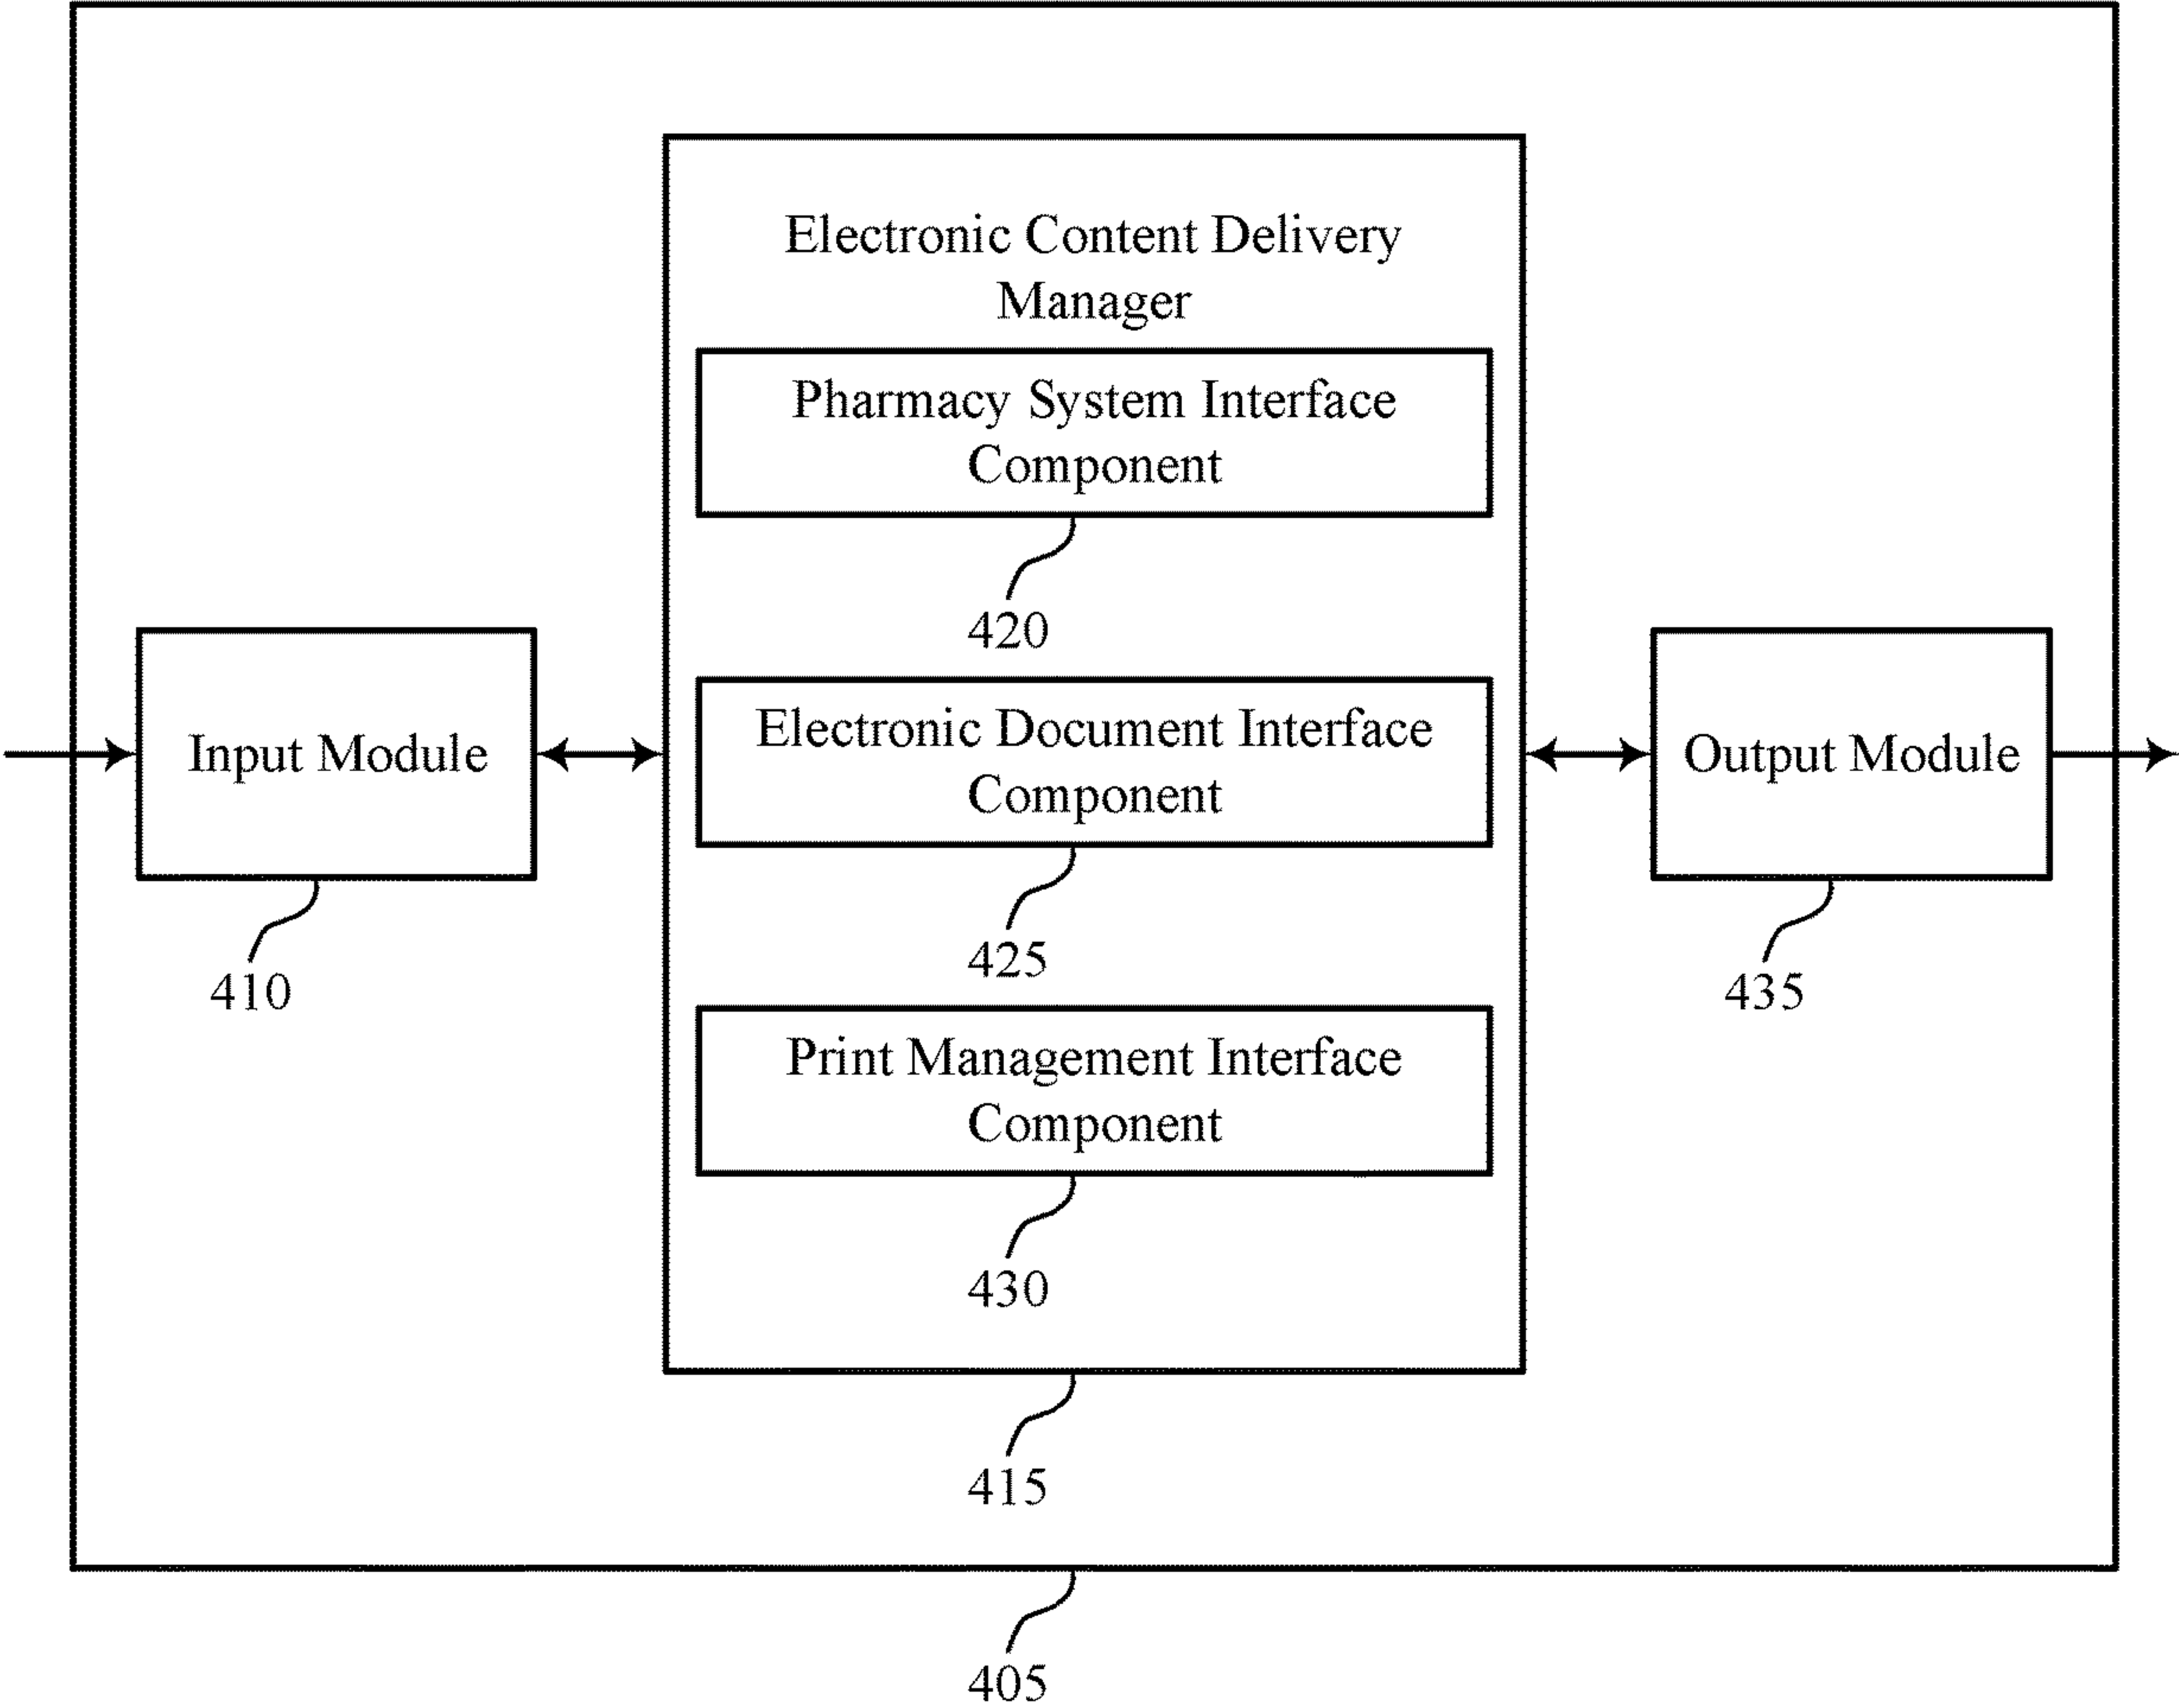 Electronic Content Delivery
Manager
Pharmacy System Interface
Component
420
Input Module
410
Electronic Document Interface
Component
425
Output Module
435
Print Management Interface
Component
430
415
405